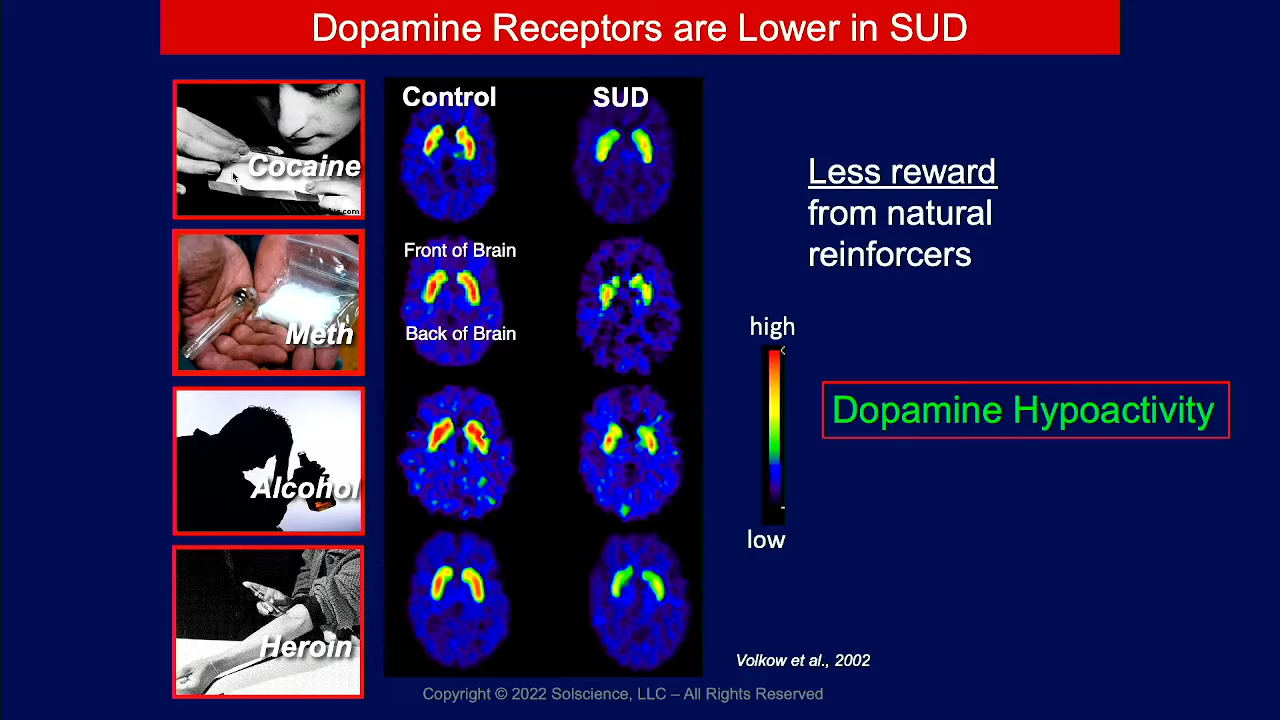 Dopamine Receptors are Lower in SUD
Control
SUD
Cocaine
Front of Brain
Back of Brain
Meth
Alcohol
Heroin
Less reward
from natural
reinforcers
high
low
Dopamine Hypoactivity
Volkow et al., 2002
Copyright © 2022 Solscience, LLC – All Rights Reserved